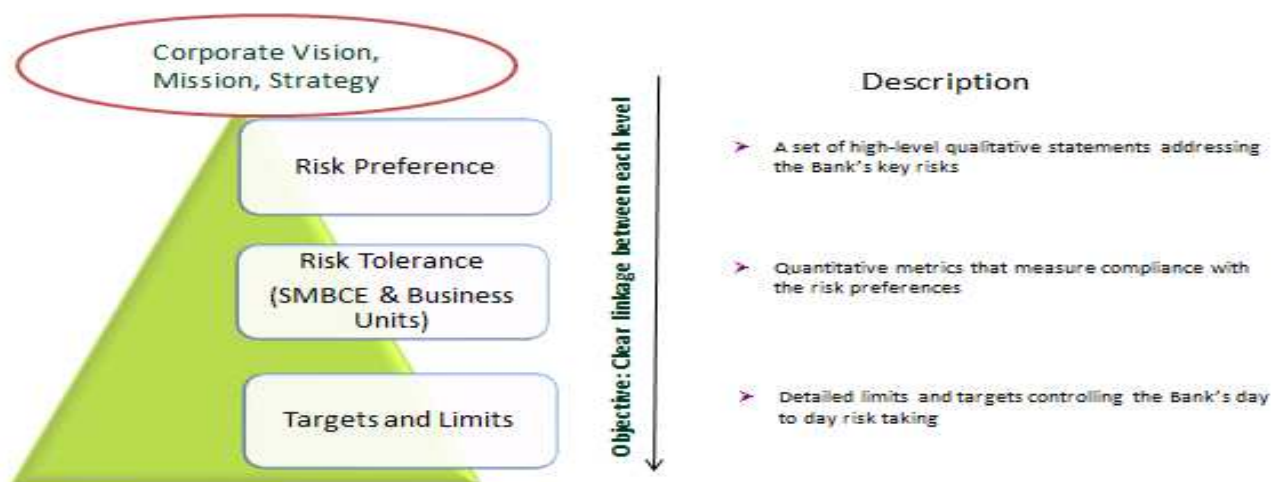 Corporate Vision,
Mission, Strategy
Risk Preference
Risk Tolerance
(SMBCE & Business
Units)
Targets and Limits
Objective: Clear linkage between each level
Description
➤ A set of high-level qualitative statements addressing
the Bank's key risks
➤ Quantitative metrics that measure compliance with
the risk preferences
➤ Detailed limits and targets controlling the Bank's day
to day risk taking